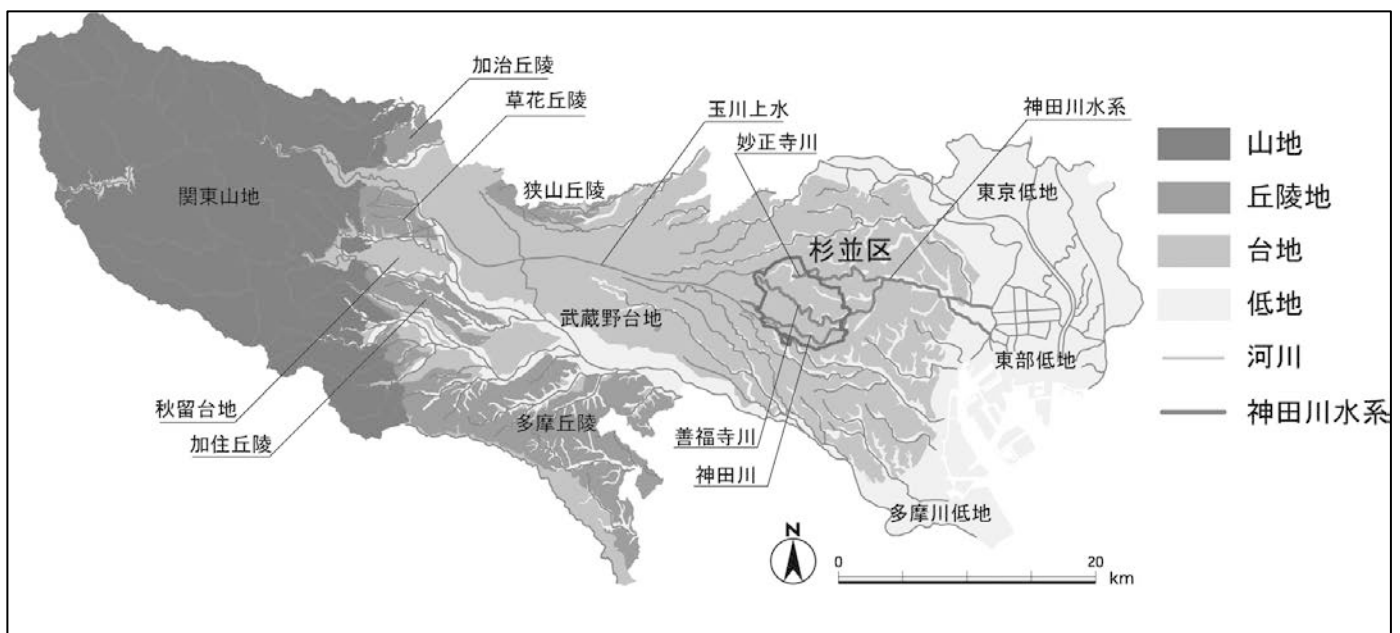 加治丘陵
草花丘陵
玉川上水
神田川水系
妙正寺川
山地
丘陵地
台地
低地
河川
神田川水系
関東山地
狭山丘陵
東京低地
杉並区
武蔵野台地
東部低地
秋留台地
加住丘陵
多摩丘陵
善福寺川
神田川
多摩川低地
N
0
20
km